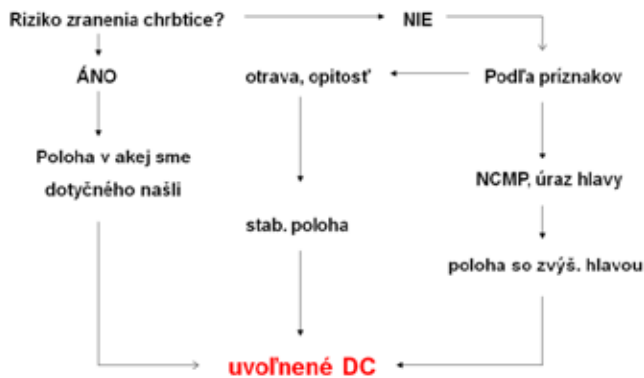 Riziko zranenia chrbtice?
NIE
ÁNO
otrava, opitosť
Podľa príznakov
Poloha v akej sme
dotyčného našli
NCMP, úraz hlavy
stab. poloha
poloha so zvýš. hlavou
uvoľnené DC